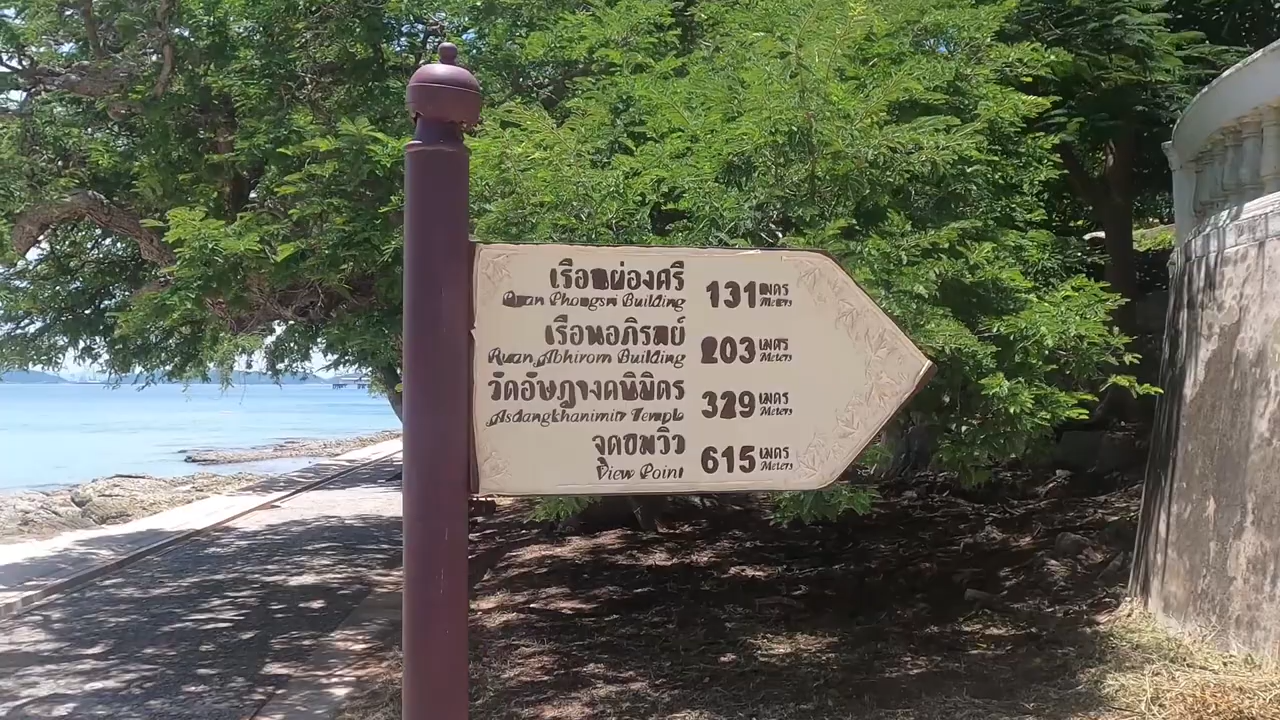 เรือนผ่องศรี 131 เมตร
Ruan Phongsri Building Meters
เรือนอภิรมย์ 203 เมตร
Ruan Abhirom Building Meters
วัดอัษฎางคนิมิตร 329 เมตร
Asdangkhanimitr Temple Meters
จุดชมวิว 615 เมตร
View Point Meters